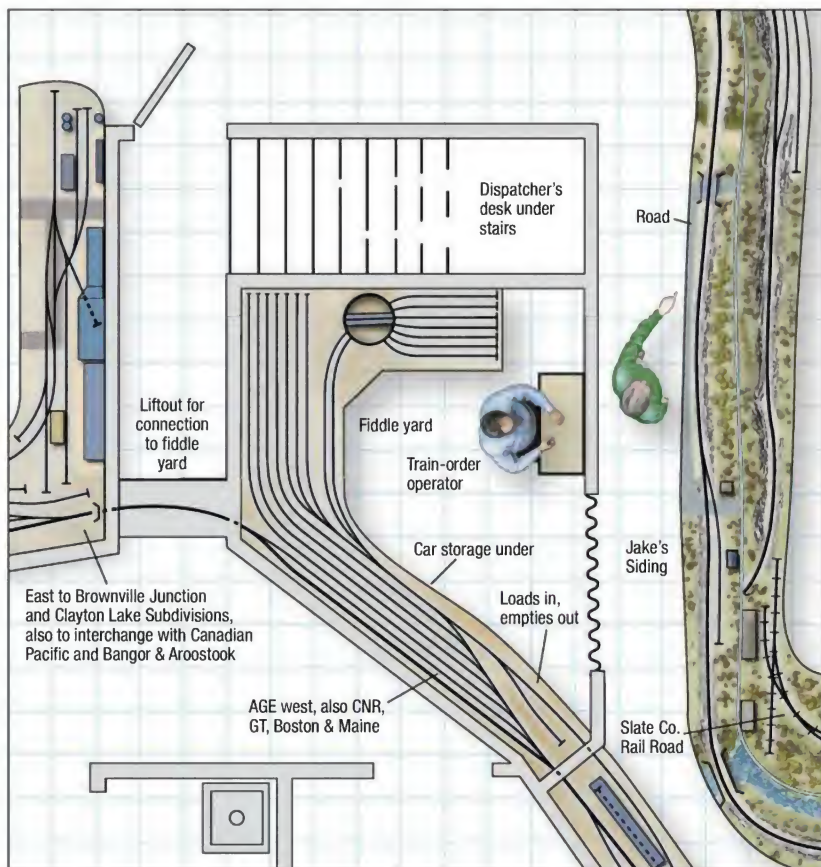 Dispatcher's
desk under
stairs
Road
Liftout for
connection
to fiddle
yard
Fiddle yard
Train-order
operator
Car storage under
Jake's
Siding
East to Brownville Junction
and Clayton Lake Subdivisions,
also to interchange with Canadian
Pacific and Bangor & Aroostook
Loads in,
empties out
AGE west, also CNR,
GT, Boston & Maine
Slate Co.
Rail Road